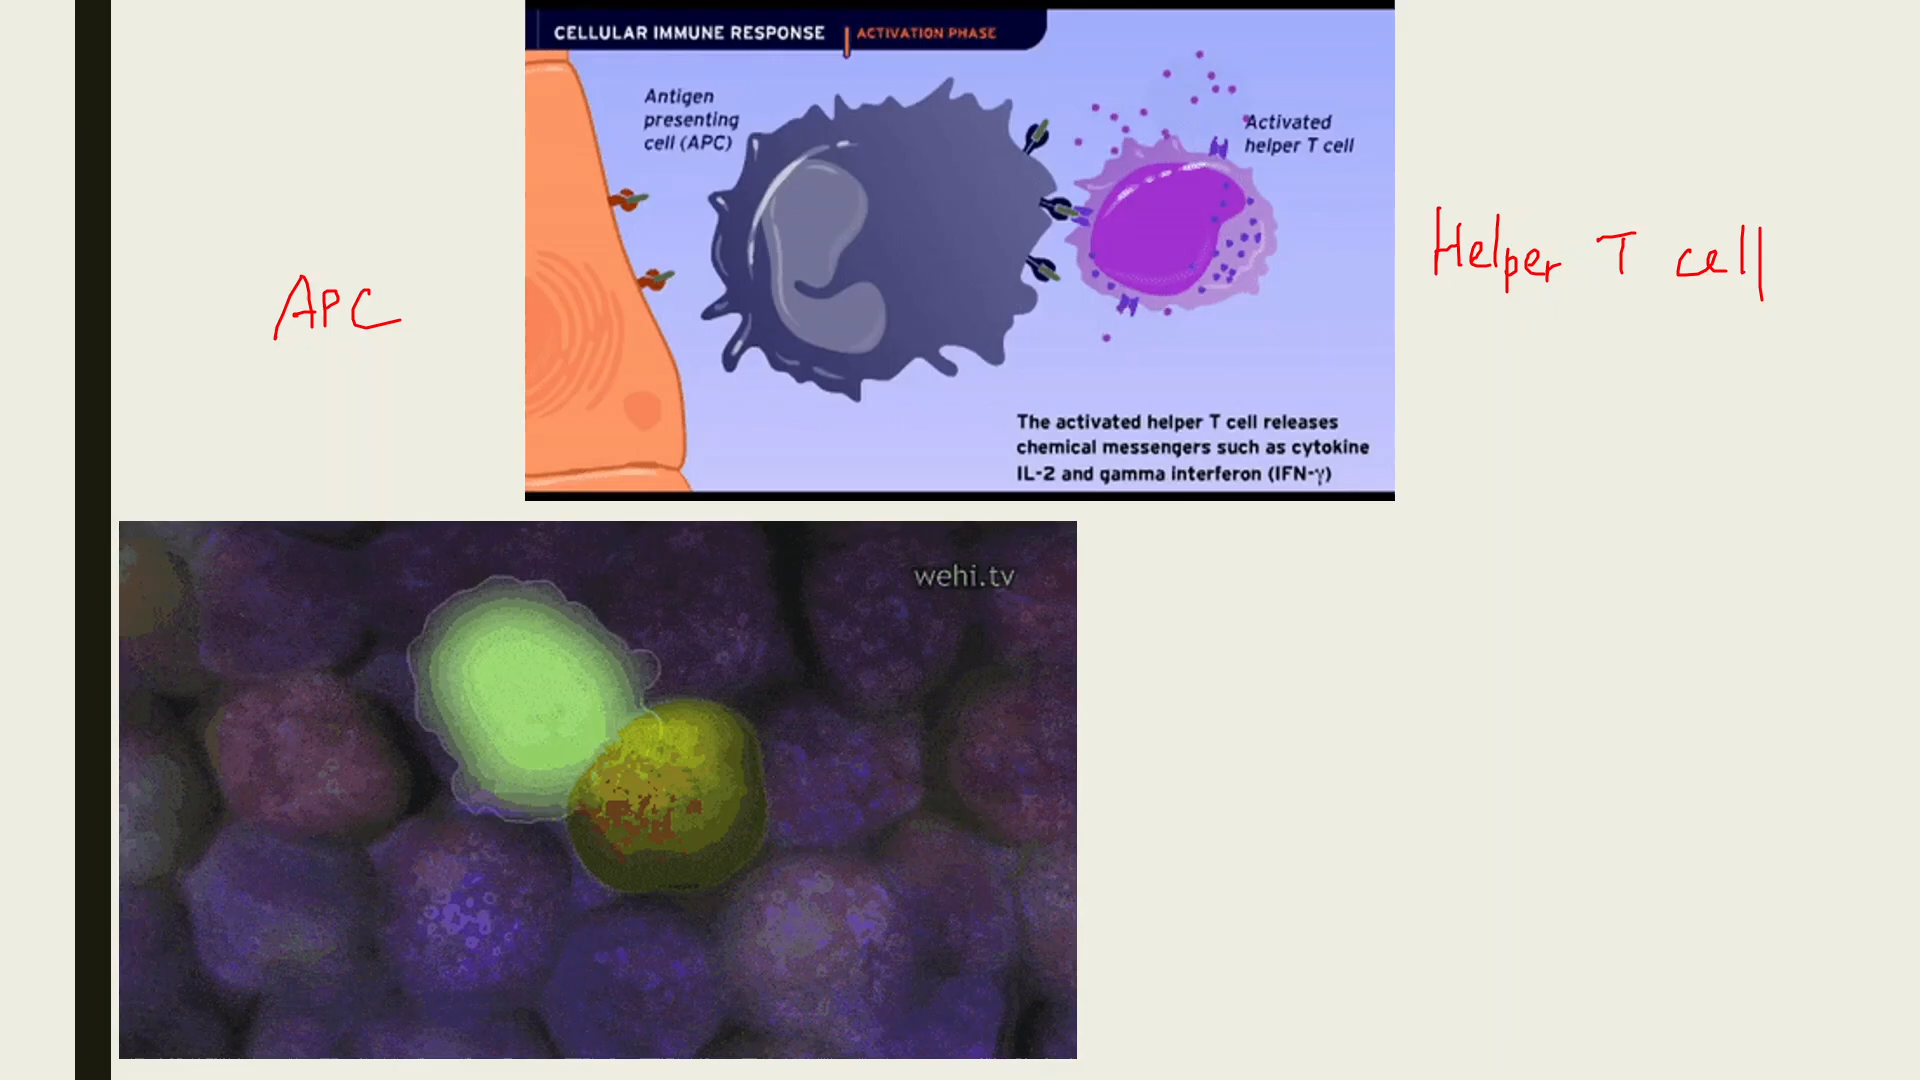 CELLULAR IMMUNE RESPONSE | ACTIVATION PHASE
Antigen
presenting
cell (APC)
Activated
helper T cell
The activated helper T cell releases
chemical messengers such as cytokine
IL-2 and gamma interferon (IFN-γ)
APC
Helper T cell
wehi.tv